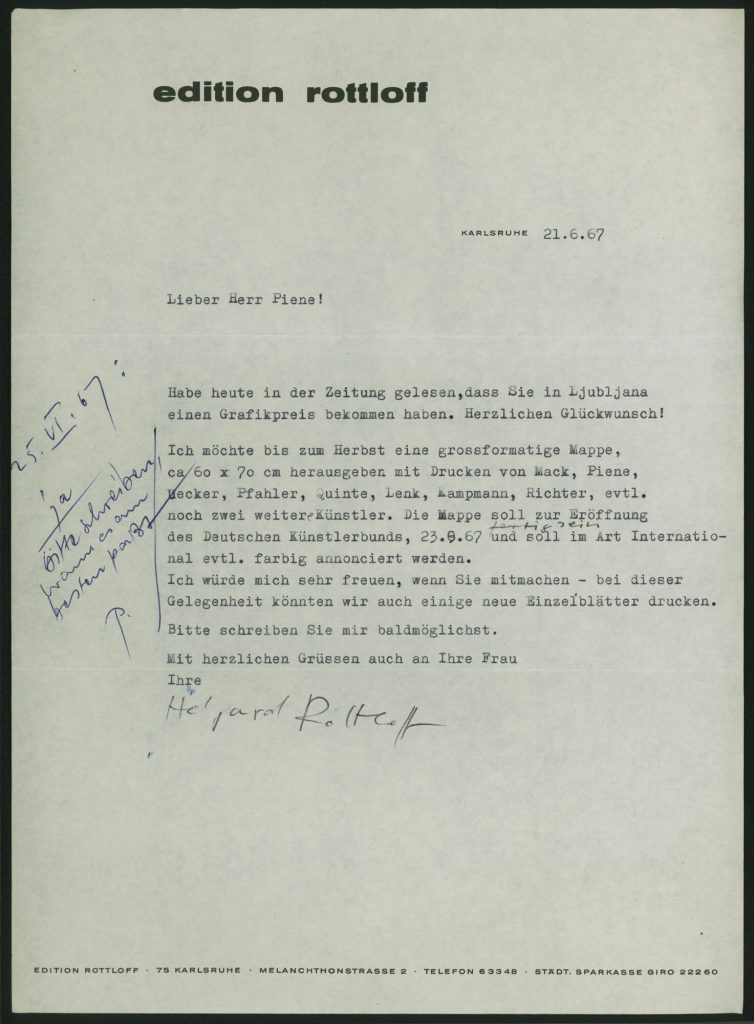 edition rottloff
KARLSRUHE 21.6.67
Lieber Herr Piene!
Habe heute in der Zeitung gelesen,dass Sie in Ljubljana
einen Grafikpreis bekommen haben. Herzlichen Glückwunsch!
Ich möchte bis zum Herbst eine grossformatige Mappe,
ca 60 x 70 cm herausgeben mit Drucken von Mack, Piene,
Uecker, Pfahler, Quinte, Lenk, Kampmann, Richter, evtl.
noch zwei weitere Künstler. Die Mappe soll zur Eröffnung
fertig sein
des Deutschen Künstlerbunds, 23.9.67 und soll im Art Internatio-
nal evtl. farbig annonciert werden.
Ich würde mich sehr freuen, wenn Sie mitmachen - bei dieser
Gelegenheit könnten wir auch einige neue Einzelblätter drucken.
Bitte schreiben Sie mir baldmöglichst.
Mit herzlichen Grüssen auch an Ihre Frau
Ihre
Helgard Rottloff
25. VI. 67:
ja
bitte schreiben,
wann es am
besten paßt
P.
EDITION ROTTLOFF · 75 KARLSRUHE · MELANCHTHONSTRASSE 2 · TELEFON 63348 · STÄDT. SPARKASSE GIRO 22260